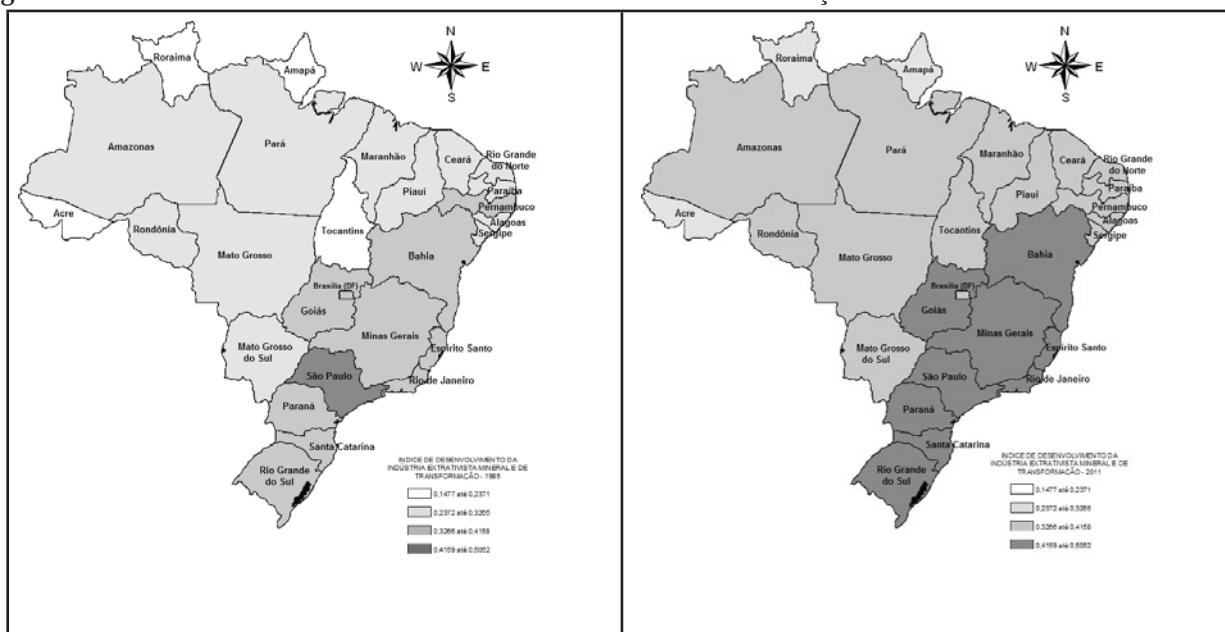 N
W E
S
Roraima
Amapá
Amazonas
Pará
Maranhão
Ceará
Rio Grande
do Norte
Paraíba
Piauí
Pernambuco
Alagoas
Sergipe
Acre
Rondônia
Tocantins
Mato Grosso
Bahia
Brasília (DF)
Goiás
Minas Gerais
Mato Grosso
do Sul
Espírito Santo
São Paulo
Rio de Janeiro
Paraná
Santa Catarina
Rio Grande
do Sul
INDICE DE DESENVOLVIMENTO DA
INDÚSTRIA EXTRATIVISTA MINERAL E DE
TRANSFORMAÇÃO - 1985
0,1477 até 0,2371
0,2372 até 0,3265
0,3266 até 0,4158
0,4159 até 0,5052
N
W E
S
Roraima
Amapá
Amazonas
Pará
Maranhão
Ceará
Rio Grande
do Norte
Paraíba
Piauí
Pernambuco
Alagoas
Sergipe
Acre
Rondônia
Tocantins
Mato Grosso
Bahia
Brasília (DF)
Goiás
Minas Gerais
Mato Grosso
do Sul
Espírito Santo
São Paulo
Rio de Janeiro
Paraná
Santa Catarina
Rio Grande
do Sul
INDICE DE DESENVOLVIMENTO DA
INDÚSTRIA EXTRATIVISTA MINERAL E DE
TRANSFORMAÇÃO - 2011
0,1477 até 0,2371
0,2372 até 0,3265
0,3266 até 0,4158
0,4159 até 0,5052